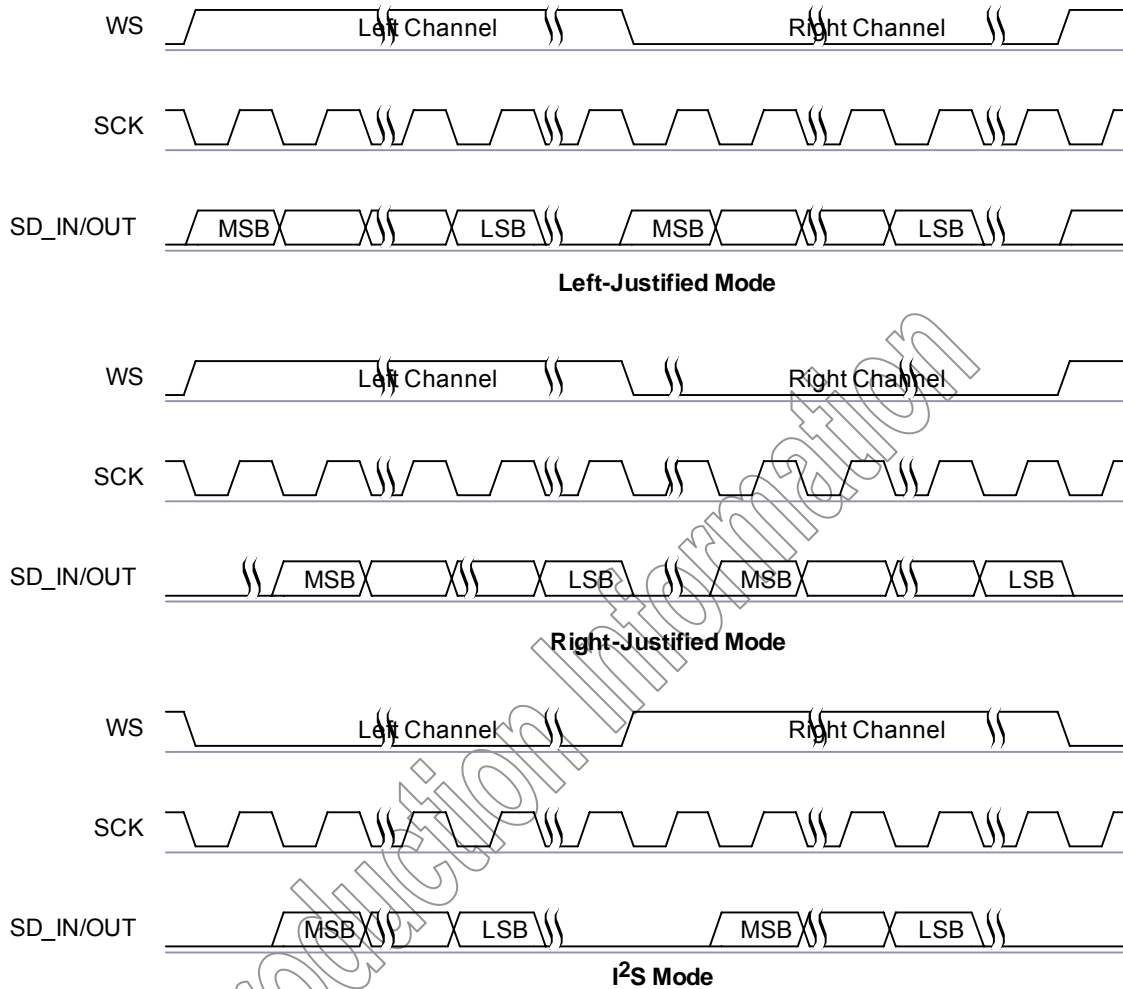 WS Left Channel Right Channel
SCK
SD_IN/OUT MSB LSB MSB LSB
Left-Justified Mode
WS Left Channel Right Channel
SCK
SD_IN/OUT MSB LSB MSB LSB
Right-Justified Mode
WS Left Channel Right Channel
SCK
SD_IN/OUT MSB LSB MSB LSB
I²S Mode
roduction Information